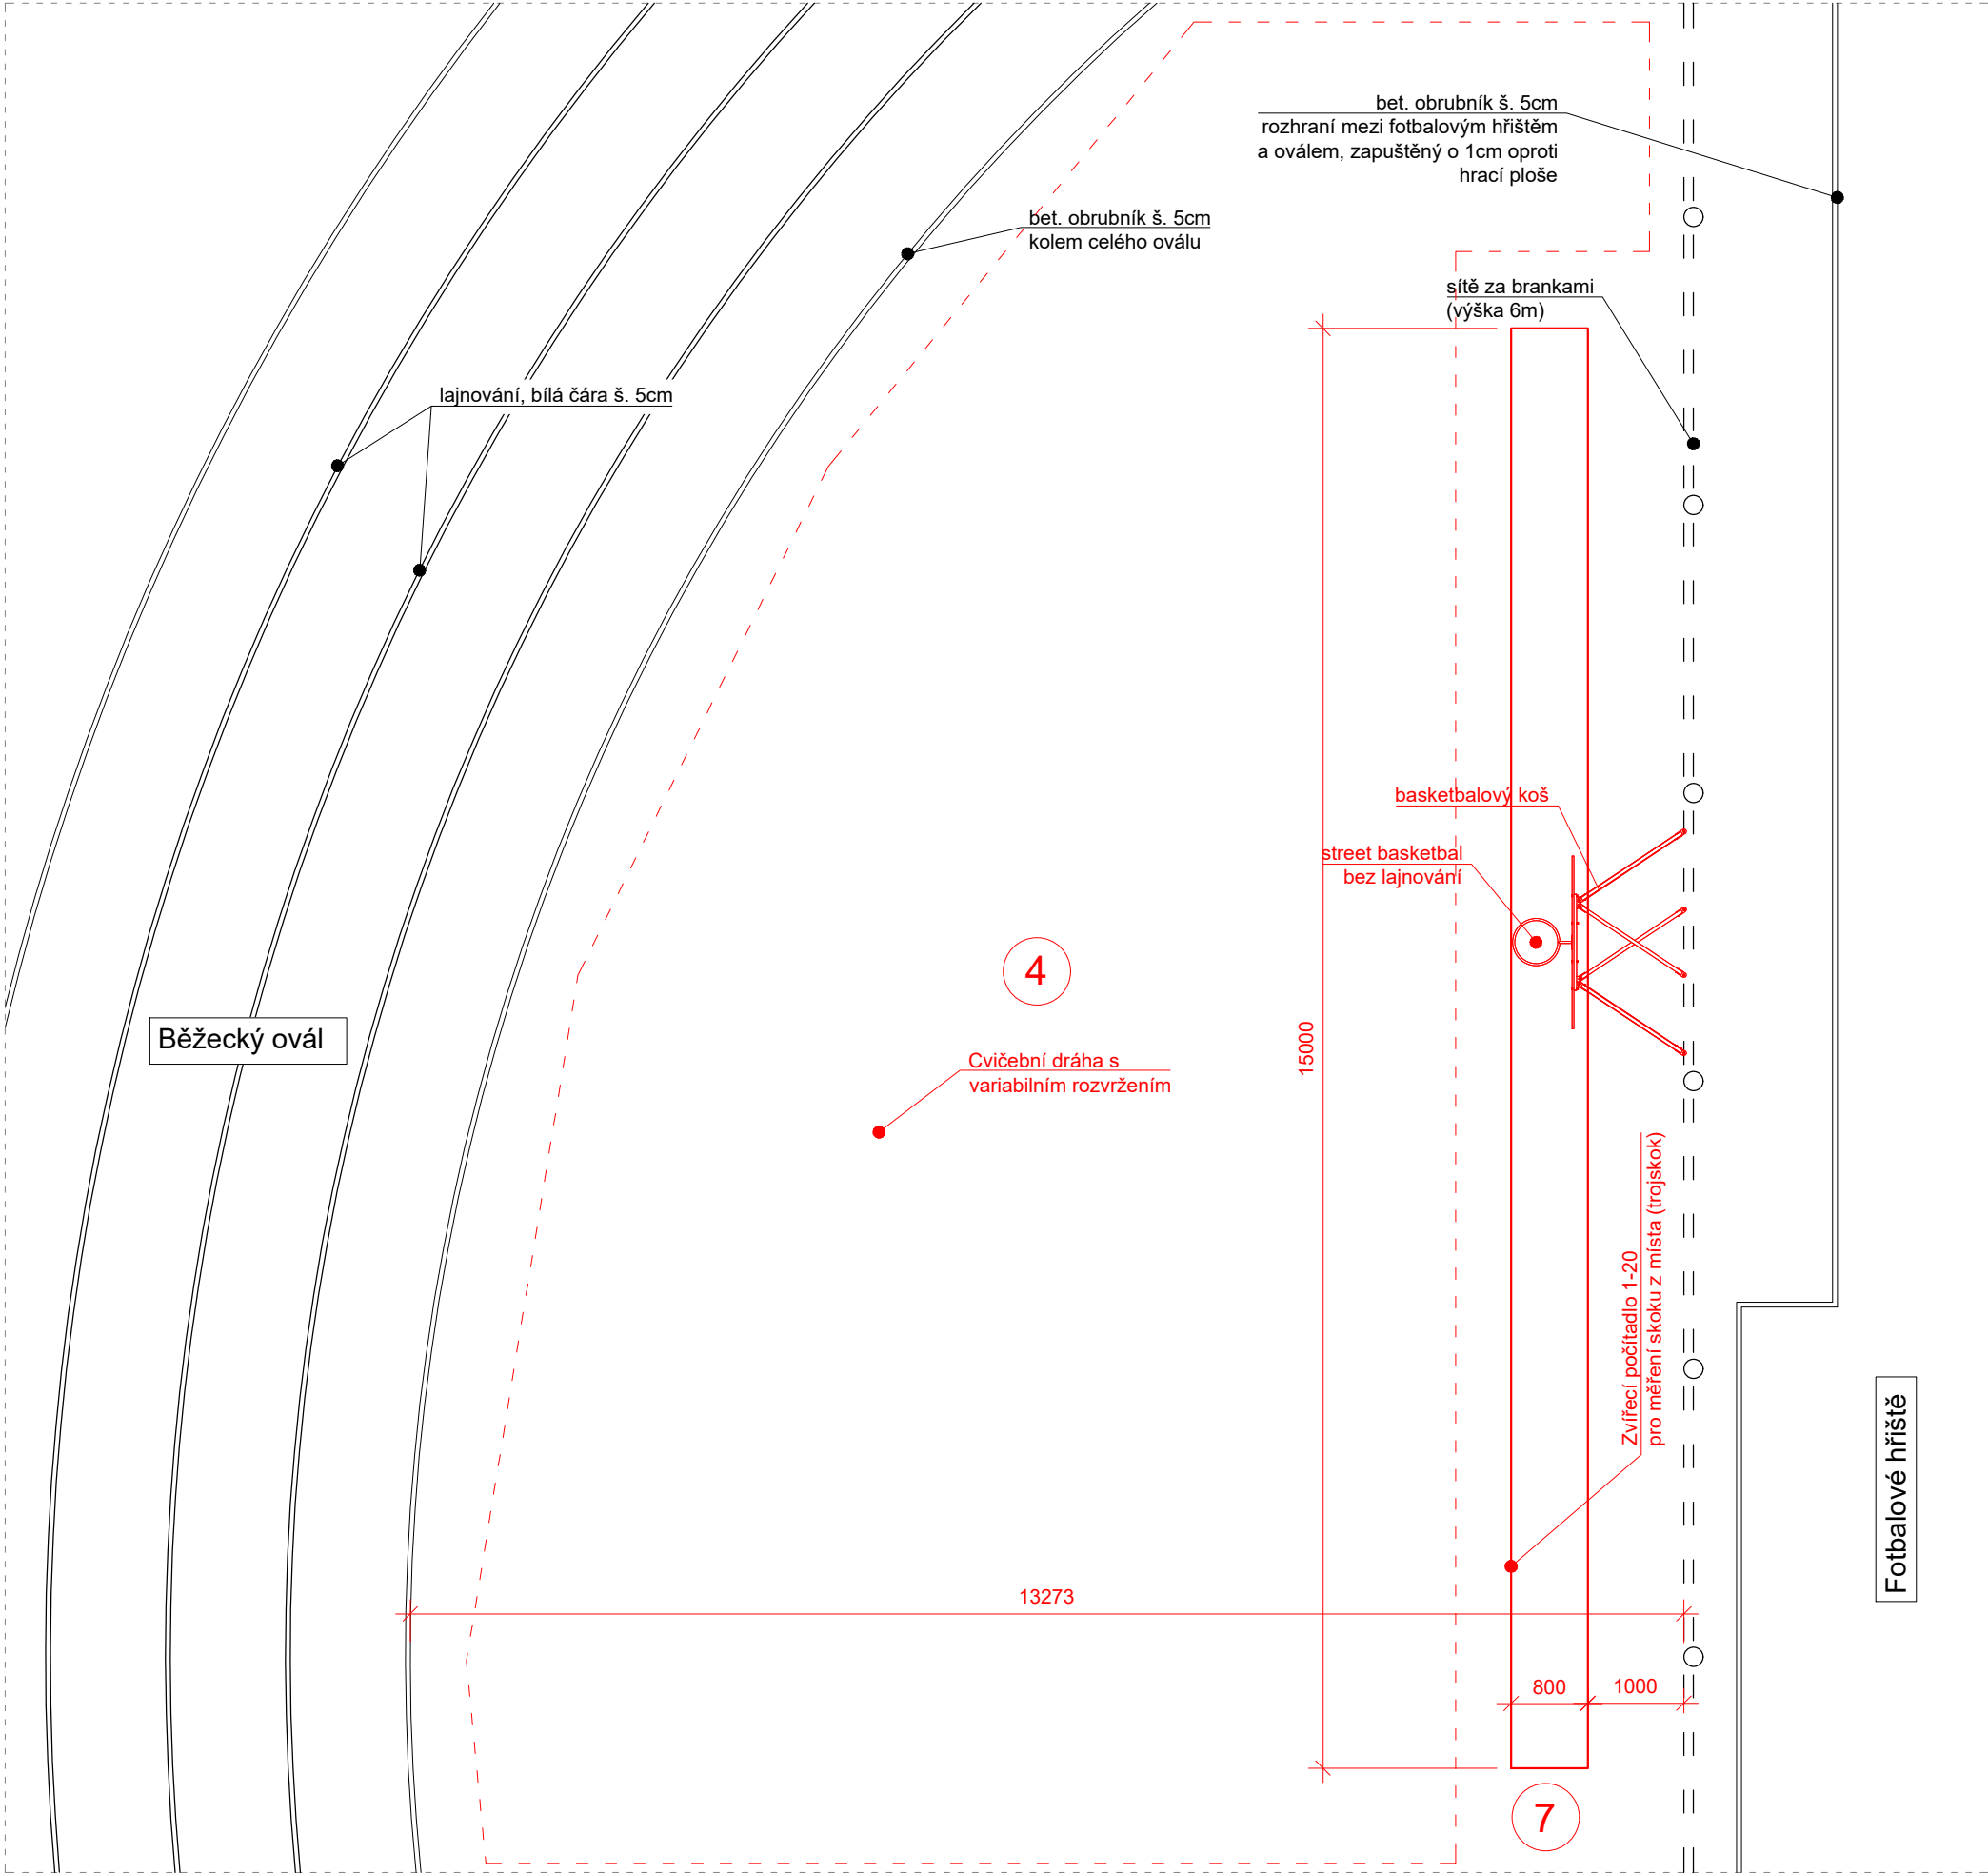 bet. obrubník š. 5cm
rozhraní mezi fotbalovým hřištěm
a oválem, zapuštěný o 1cm oproti
hrací ploše
bet. obrubník š. 5cm
kolem celého oválu
sítě za brankami
(výška 6m)
lajnování, bílá čára š. 5cm
basketbalový koš
street basketbal
bez lajnování
4
Běžecký ovál
Cvičební dráha s
variabilním rozvržením
15000
Zvířecí počítadlo 1-20
pro měření skoku z místa (trojskok)
Fotbalové hřiště
13273
800
1000
7